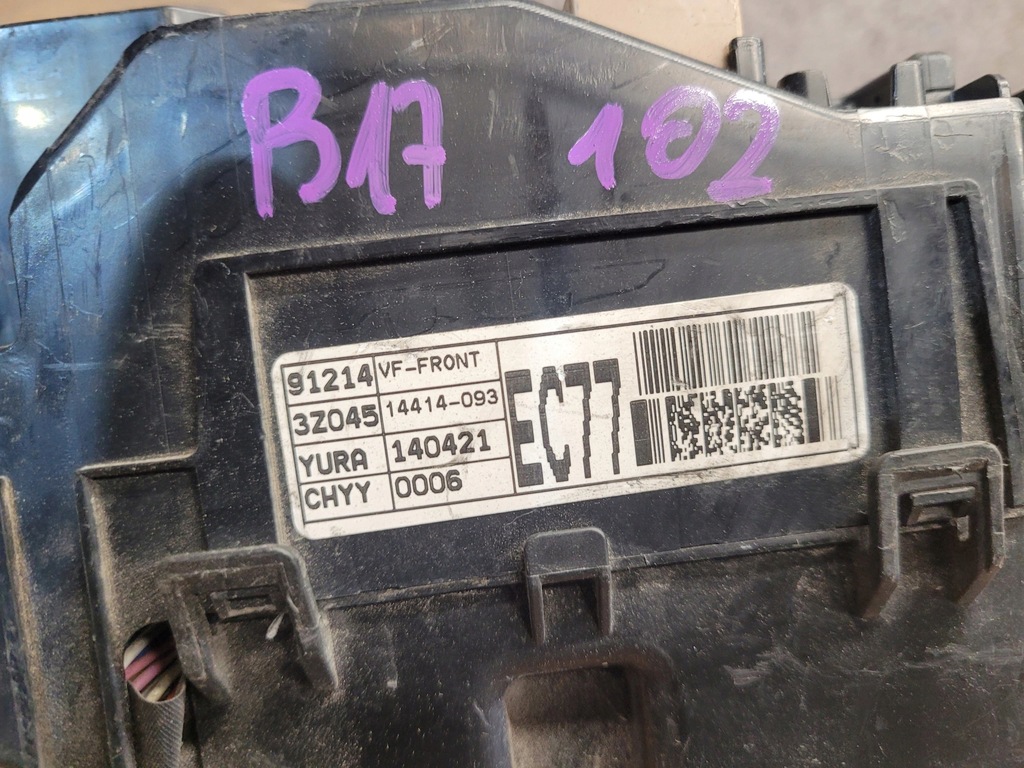 B17 102
91214 VF-FRONT
3Z045 14414-093
YURA 140421
CHYY 0006
EC77